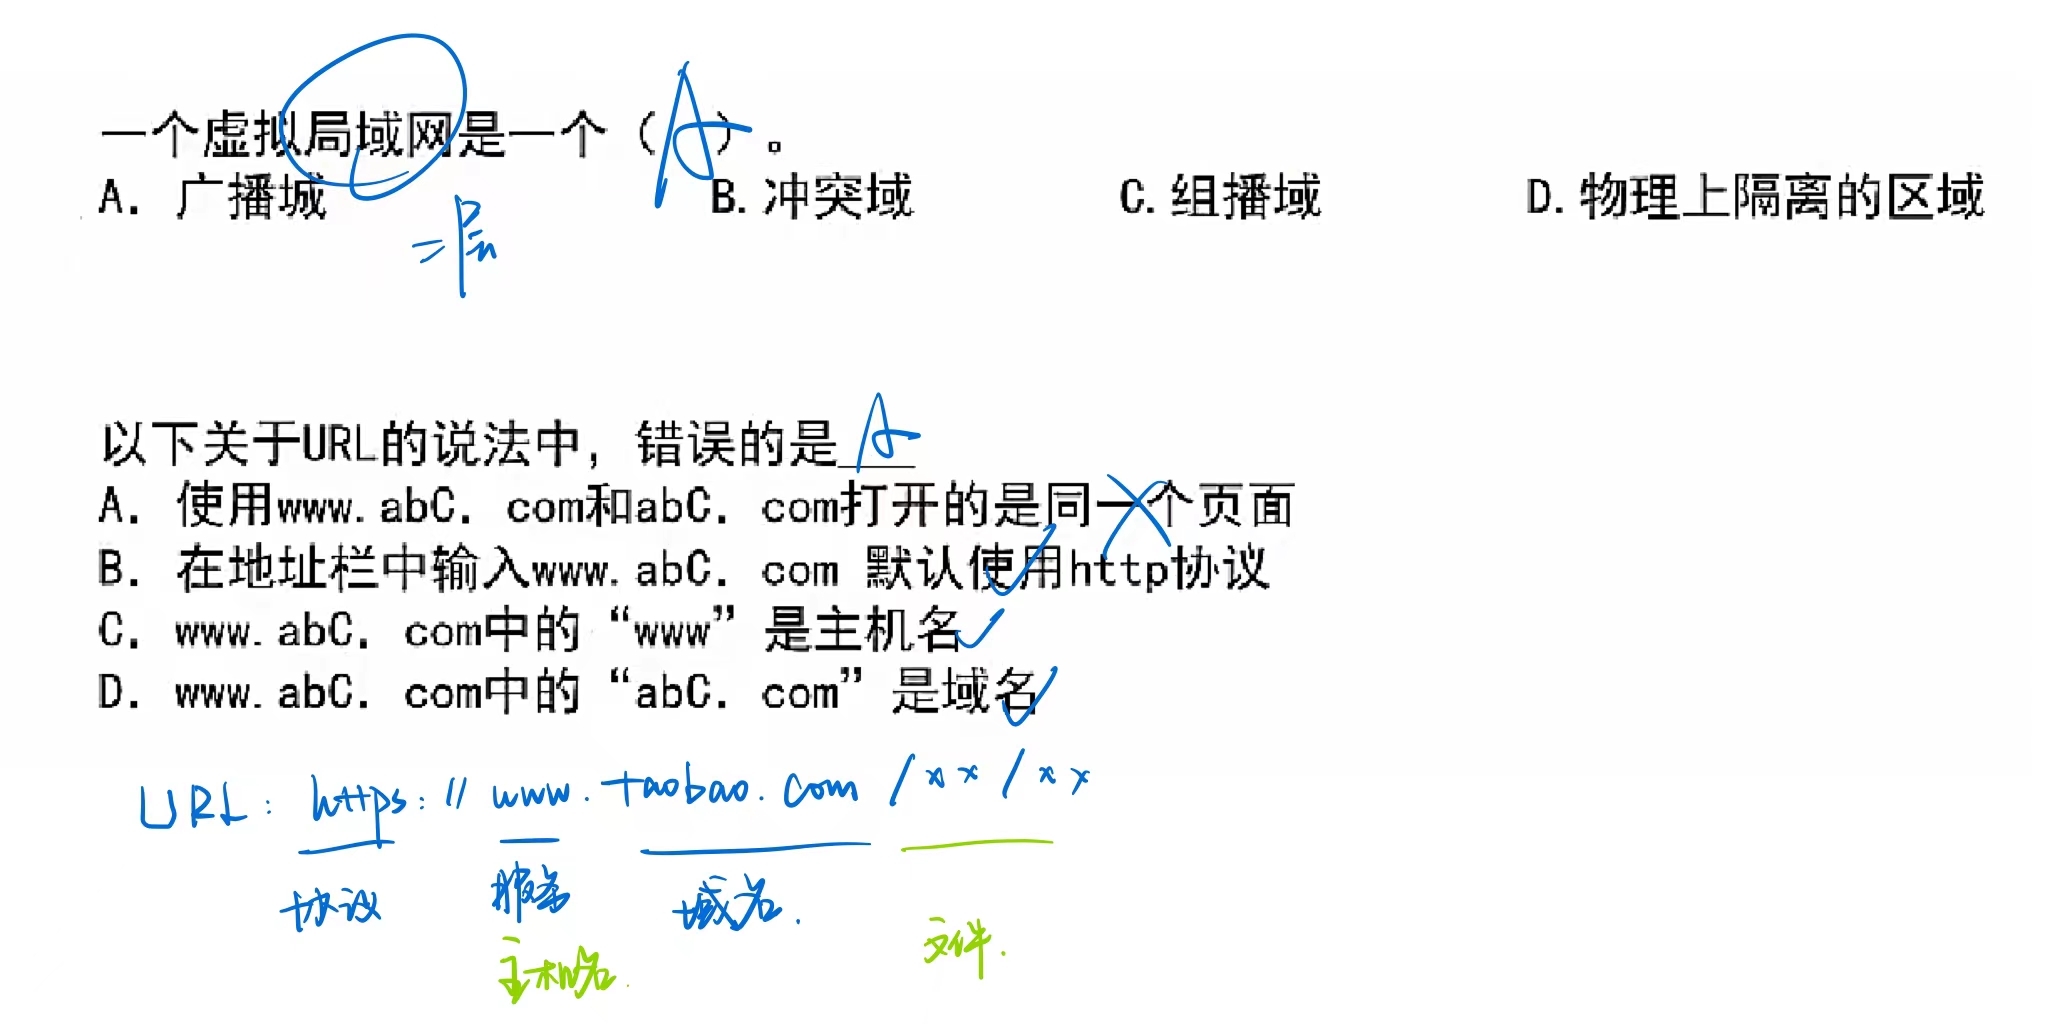 一个虚拟局域网是一个（A）。
A. 广播城 B. 冲突域 C. 组播域 D. 物理上隔离的区域
二层
以下关于URL的说法中，错误的是 A
A. 使用www.abC. com和abC. com打开的是同一个页面
B. 在地址栏中输入www.abC. com 默认使用http协议
C. www.abC. com中的“www”是主机名
D. www.abC. com中的“abC. com”是域名
URL: https:// www.taobao.com /xx/xx
协议 服务 域名.
主机名. 文件.